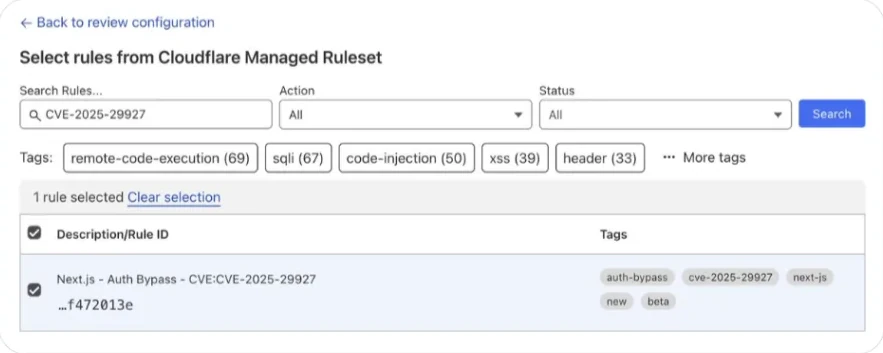 ← Back to review configuration
Select rules from Cloudflare Managed Ruleset
Search Rules... Action Status
CVE-2025-29927 All All Search
Tags: remote-code-execution (69) sqli (67) code-injection (50) xss (39) header (33) ··· More tags
1 rule selected Clear selection
Description/Rule ID Tags
Next.js - Auth Bypass - CVE:CVE-2025-29927 auth-bypass cve-2025-29927 next-js
…f472013e new beta